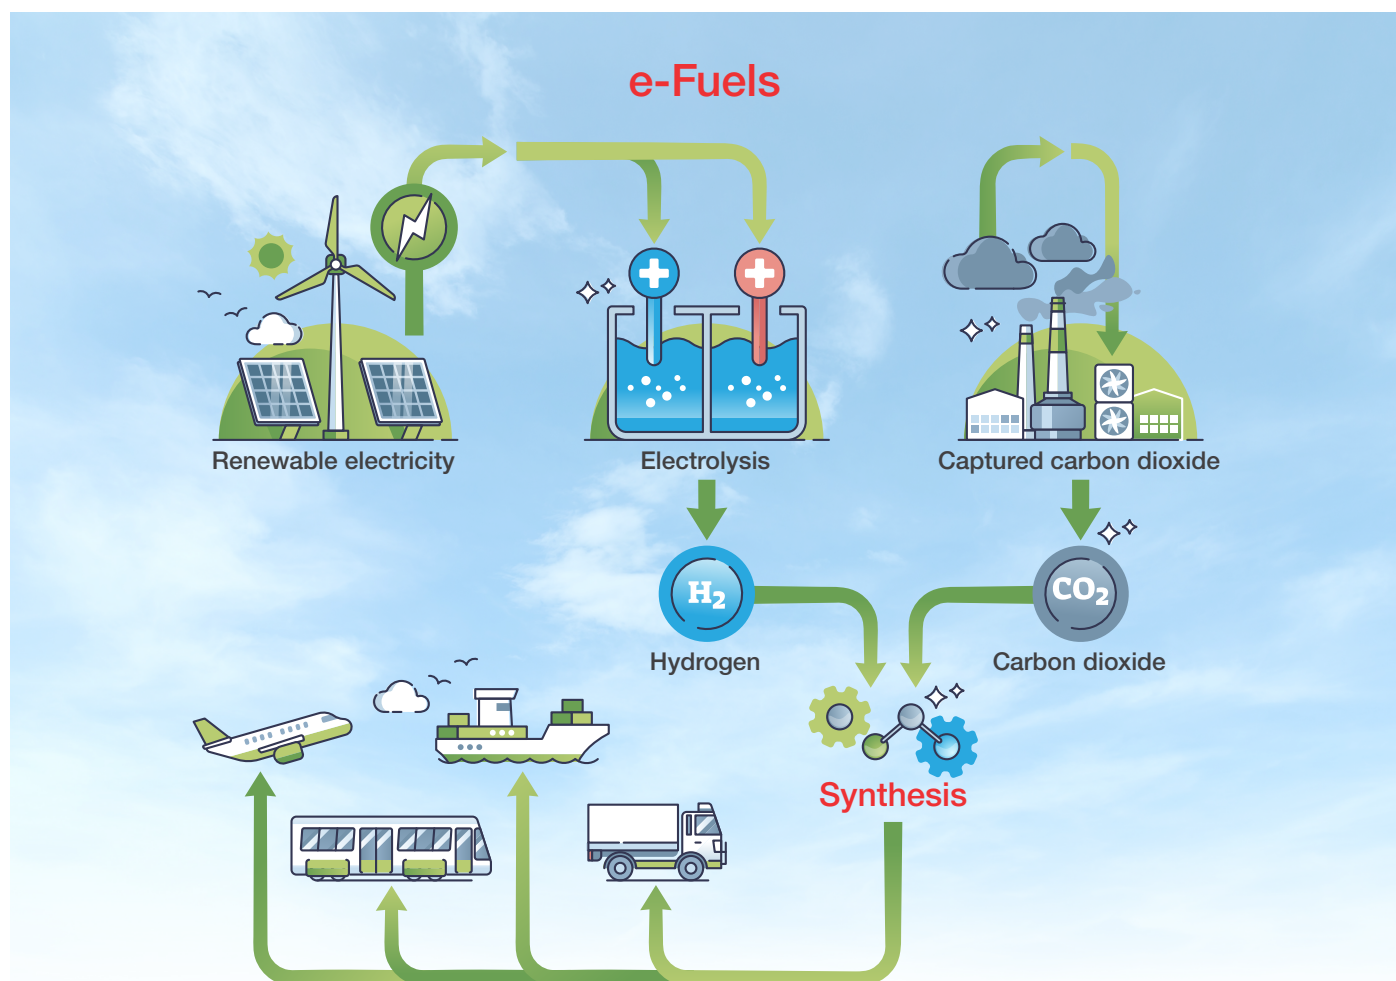 e-Fuels
Renewable electricity
Electrolysis
Captured carbon dioxide
H₂
CO₂
Hydrogen
Carbon dioxide
Synthesis